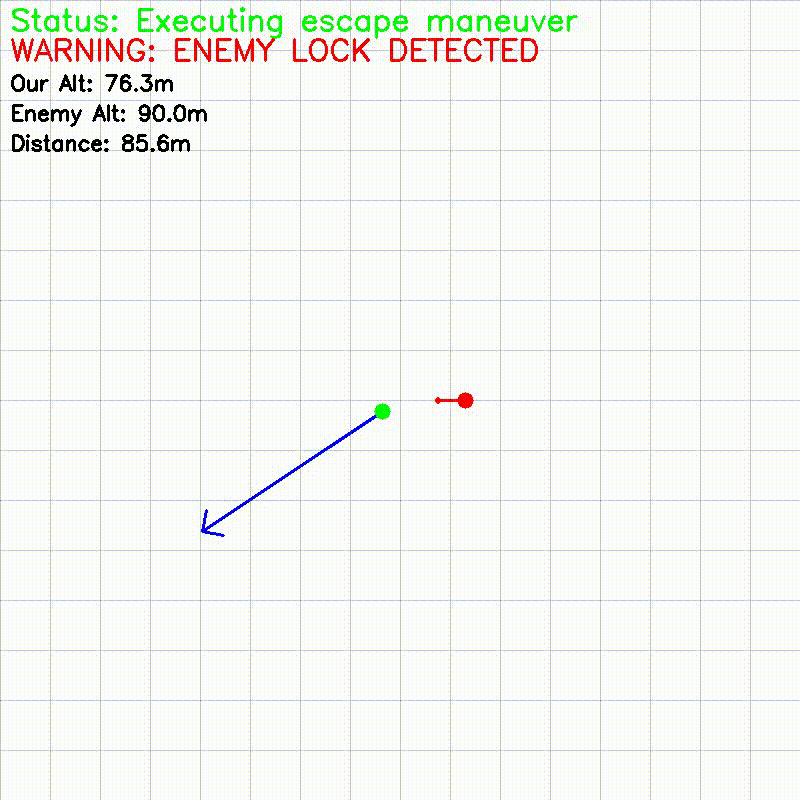 Status: Executing escape maneuver
WARNING: ENEMY LOCK DETECTED
Our Alt: 76.3m
Enemy Alt: 90.0m
Distance: 85.6m